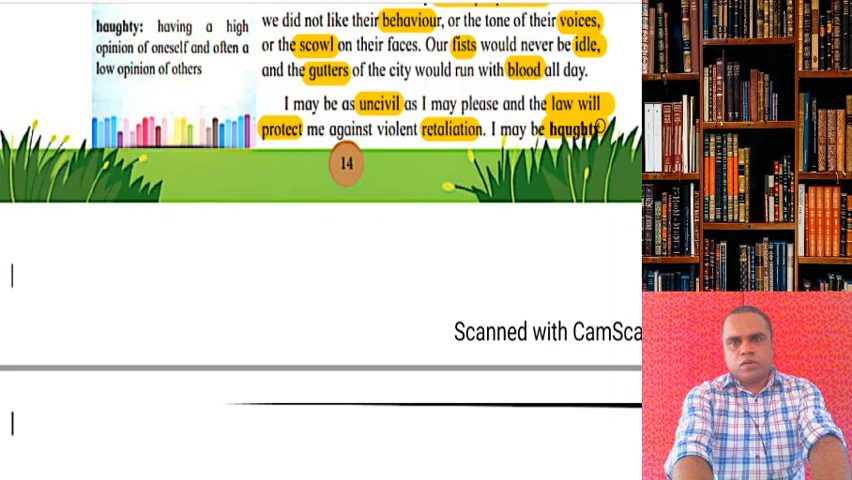 haughty: having a high
opinion of oneself and often a
low opinion of others
we did not like their behaviour, or the tone of their voices,
or the scowl on their faces. Our fists would never be idle,
and the gutters of the city would run with blood all day.
I may be as uncivil as I may please and the law will
protect me against violent retaliation. I may be haughty
14
Scanned with CamSca